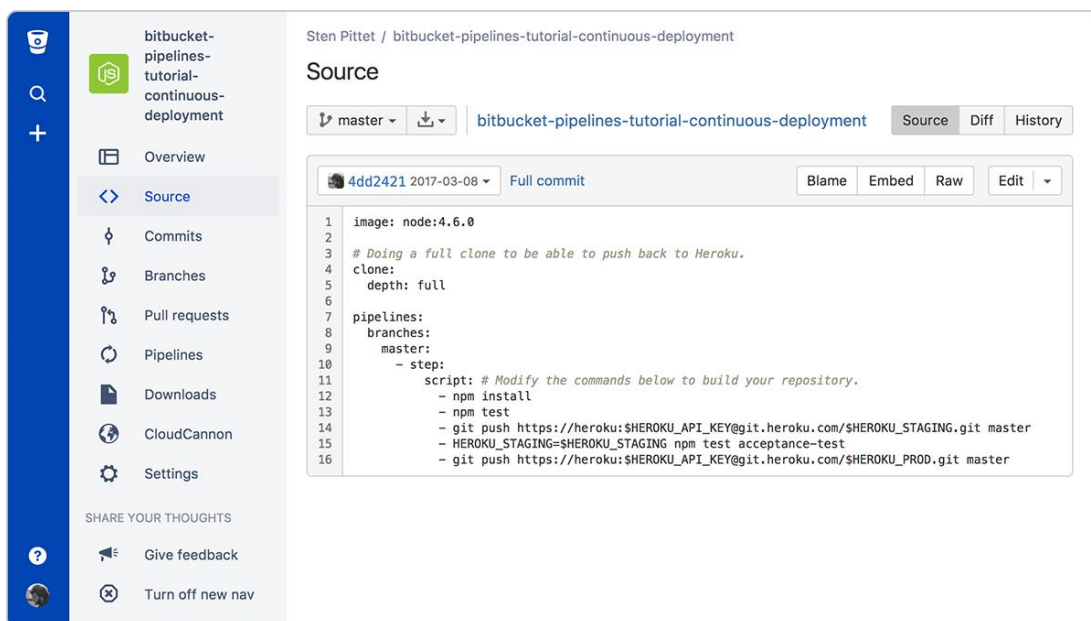 bitbucket-
pipelines-
tutorial-
continuous-
deployment
Overview
Source
Commits
Branches
Pull requests
Pipelines
Downloads
CloudCannon
Settings
SHARE YOUR THOUGHTS
Give feedback
Turn off new nav
Sten Pittet / bitbucket-pipelines-tutorial-continuous-deployment
Source
master
bitbucket-pipelines-tutorial-continuous-deployment
Source Diff History
4dd2421 2017-03-08 Full commit
Blame Embed Raw Edit
1 image: node:4.6.0
2
3 # Doing a full clone to be able to push back to Heroku.
4 clone:
5   depth: full
6
7 pipelines:
8   branches:
9     master:
10       - step:
11           script: # Modify the commands below to build your repository.
12             - npm install
13             - npm test
14             - git push https://heroku:$HEROKU_API_KEY@git.heroku.com/$HEROKU_STAGING.git master
15             - HEROKU_STAGING=$HEROKU_STAGING npm test acceptance-test
16             - git push https://heroku:$HEROKU_API_KEY@git.heroku.com/$HEROKU_PROD.git master